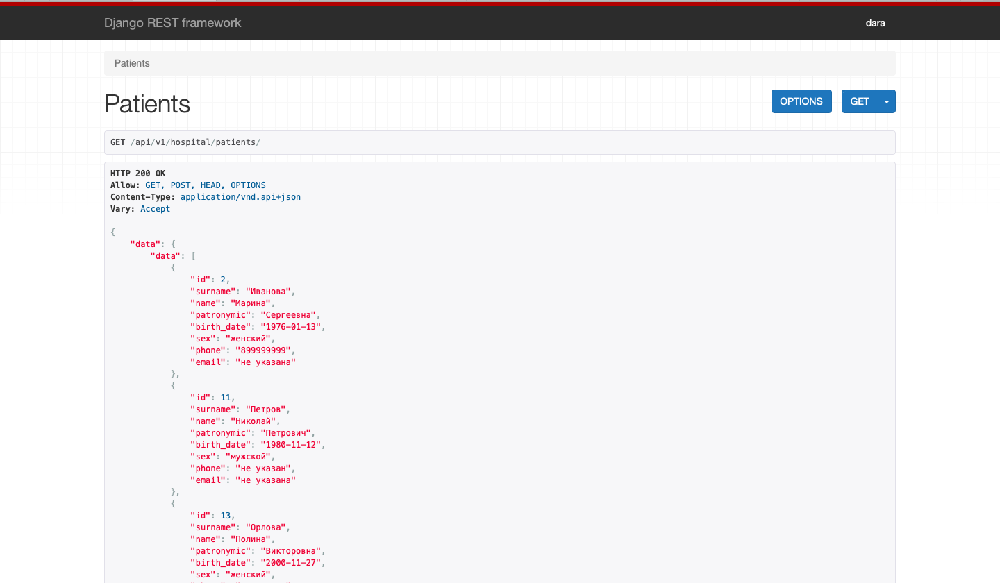 Django REST framework
dara
Patients
Patients
OPTIONS
GET
GET /api/v1/hospital/patients/
HTTP 200 OK
Allow: GET, POST, HEAD, OPTIONS
Content-Type: application/vnd.api+json
Vary: Accept
{
"data": {
"data": [
{
"id": 2,
"surname": "Иванова",
"name": "Марина",
"patronymic": "Сергеевна",
"birth_date": "1976-01-13",
"sex": "женский",
"phone": "899999999",
"email": "не указана"
},
{
"id": 11,
"surname": "Петров",
"name": "Николай",
"patronymic": "Петрович",
"birth_date": "1980-11-12",
"sex": "мужской",
"phone": "не указан",
"email": "не указана"
},
{
"id": 13,
"surname": "Орлова",
"name": "Полина",
"patronymic": "Викторовна",
"birth_date": "2000-11-27",
"sex": "женский",